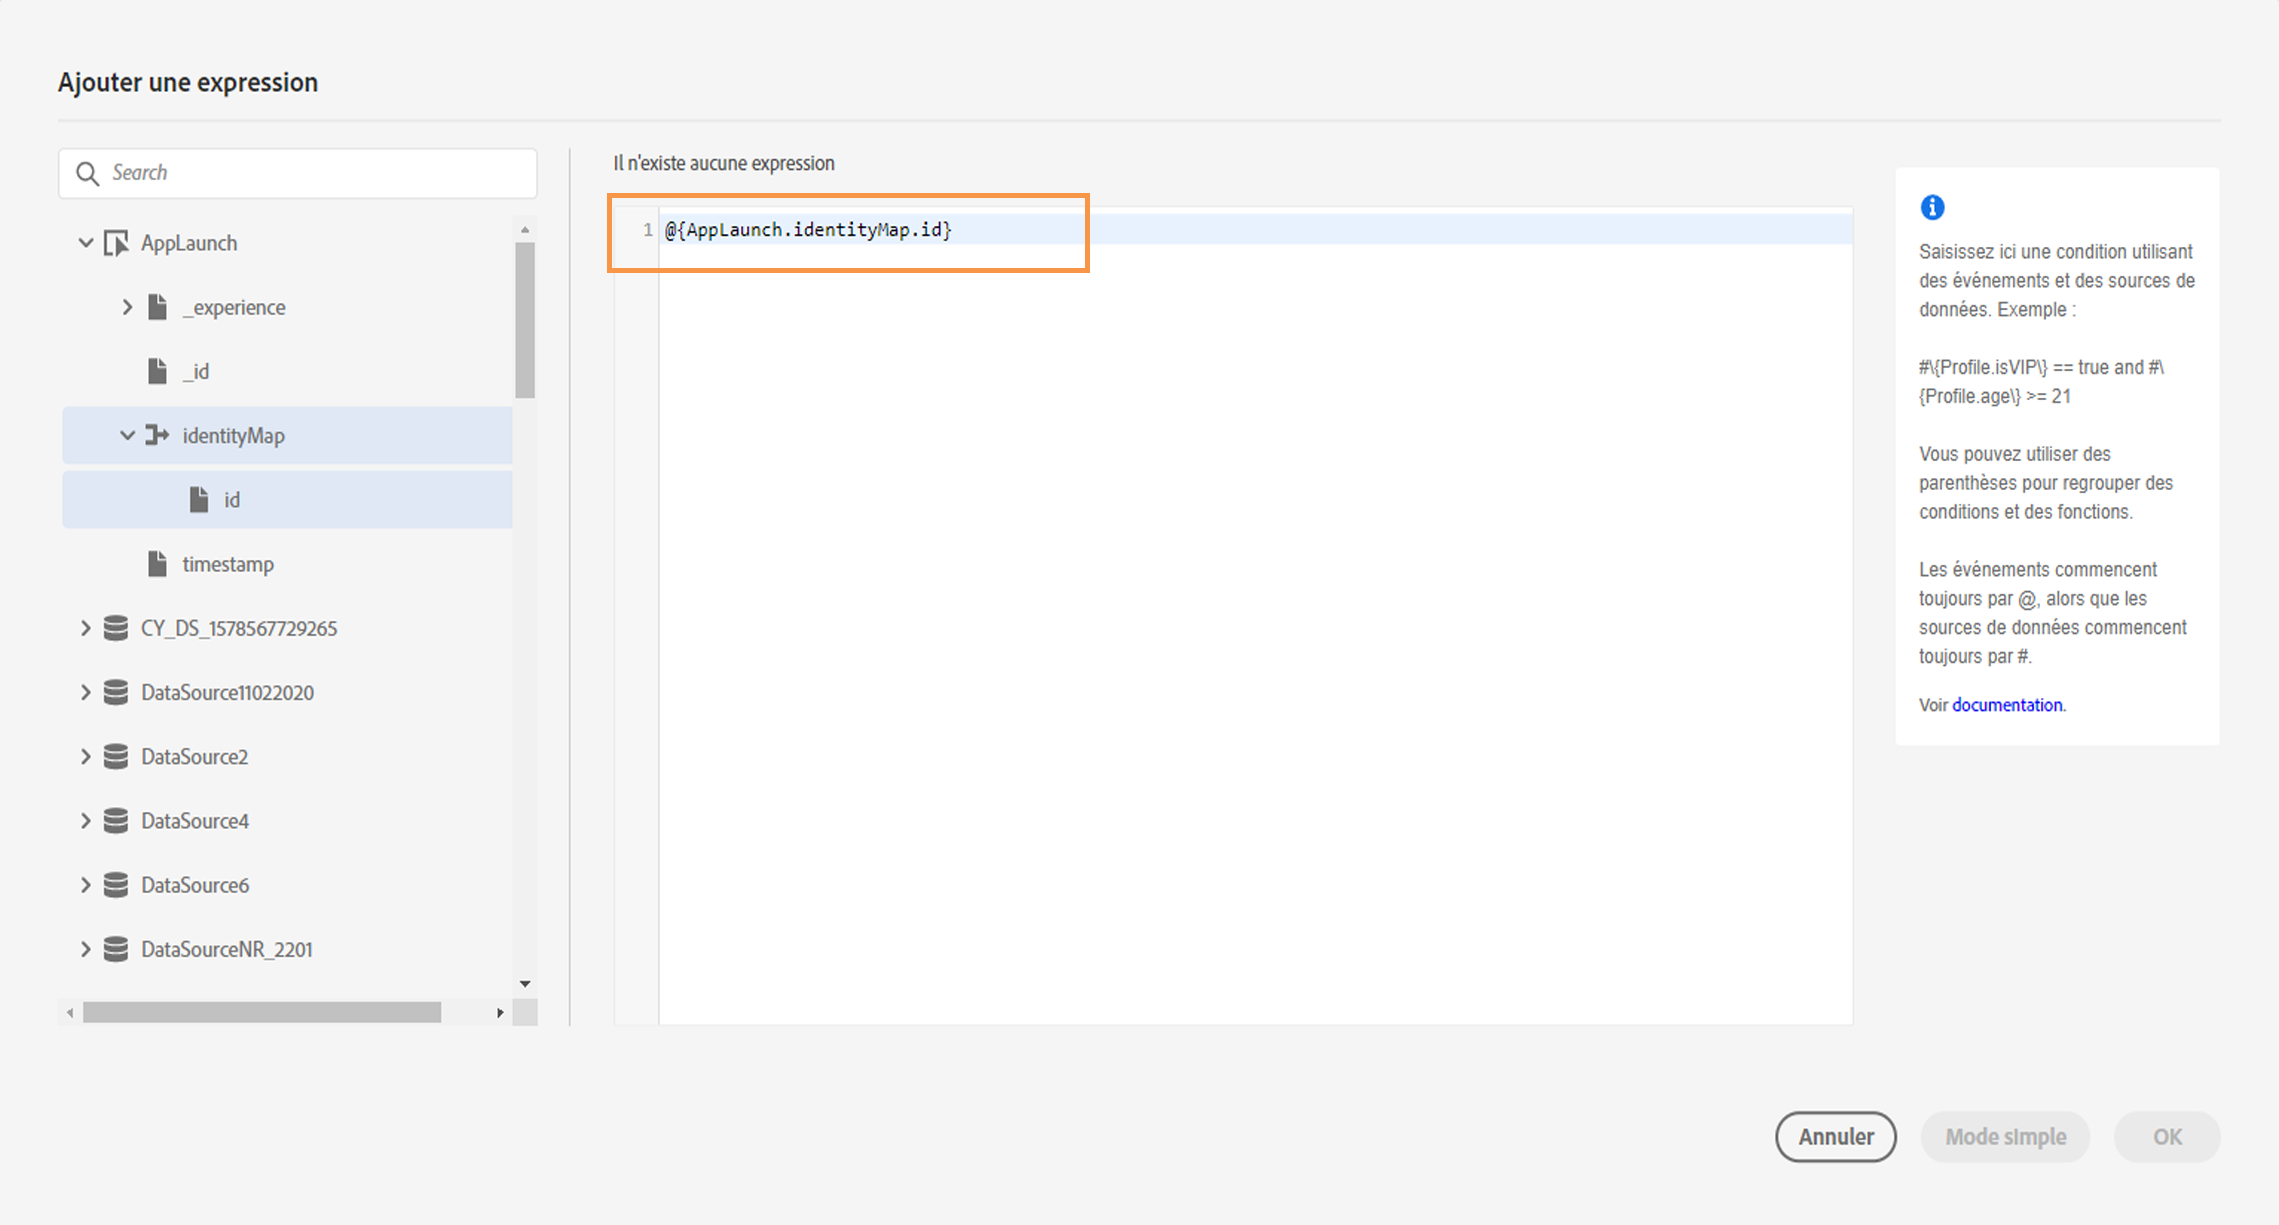 Ajouter une expression
Search
AppLaunch
_experience
_id
identityMap
id
timestamp
CY_DS_1578567729265
DataSource11022020
DataSource2
DataSource4
DataSource6
DataSourceNR_2201
Il n'existe aucune expression
1 @{AppLaunch.identityMap.id}
Saisissez ici une condition utilisant
des événements et des sources de
données. Exemple :
#\{Profile.isVIP\} == true and #\
{Profile.age\} >= 21
Vous pouvez utiliser des
parenthèses pour regrouper des
conditions et des fonctions.
Les événements commencent
toujours par @, alors que les
sources de données commencent
toujours par #.
Voir documentation.
Annuler
Mode simple
OK